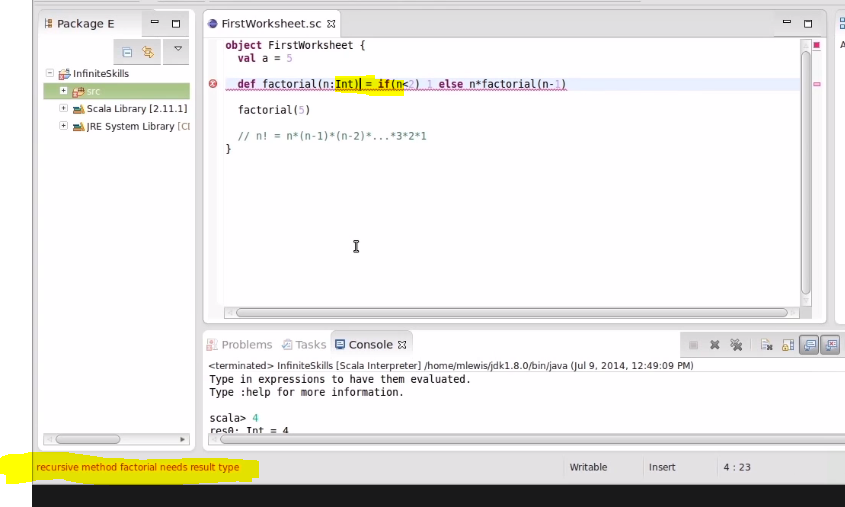 Package E
FirstWorksheet.sc
InfiniteSkills
src
Scala Library [2.11.1]
JRE System Library [
object FirstWorksheet {
val a = 5
def factorial(n:Int) = if(n<2) 1 else n*factorial(n-1)
factorial(5)
// n! = n*(n-1)*(n-2)*...*3*2*1
}
Problems Tasks Console
<terminated> InfiniteSkills [Scala Interpreter] /home/mlewis/jdk1.8.0/bin/java (Jul 9, 2014, 12:49:09 PM)
Type in expressions to have them evaluated.
Type :help for more information.
scala> 4
res0: Int = 4
recursive method factorial needs result type
Writable
Insert
4 : 23